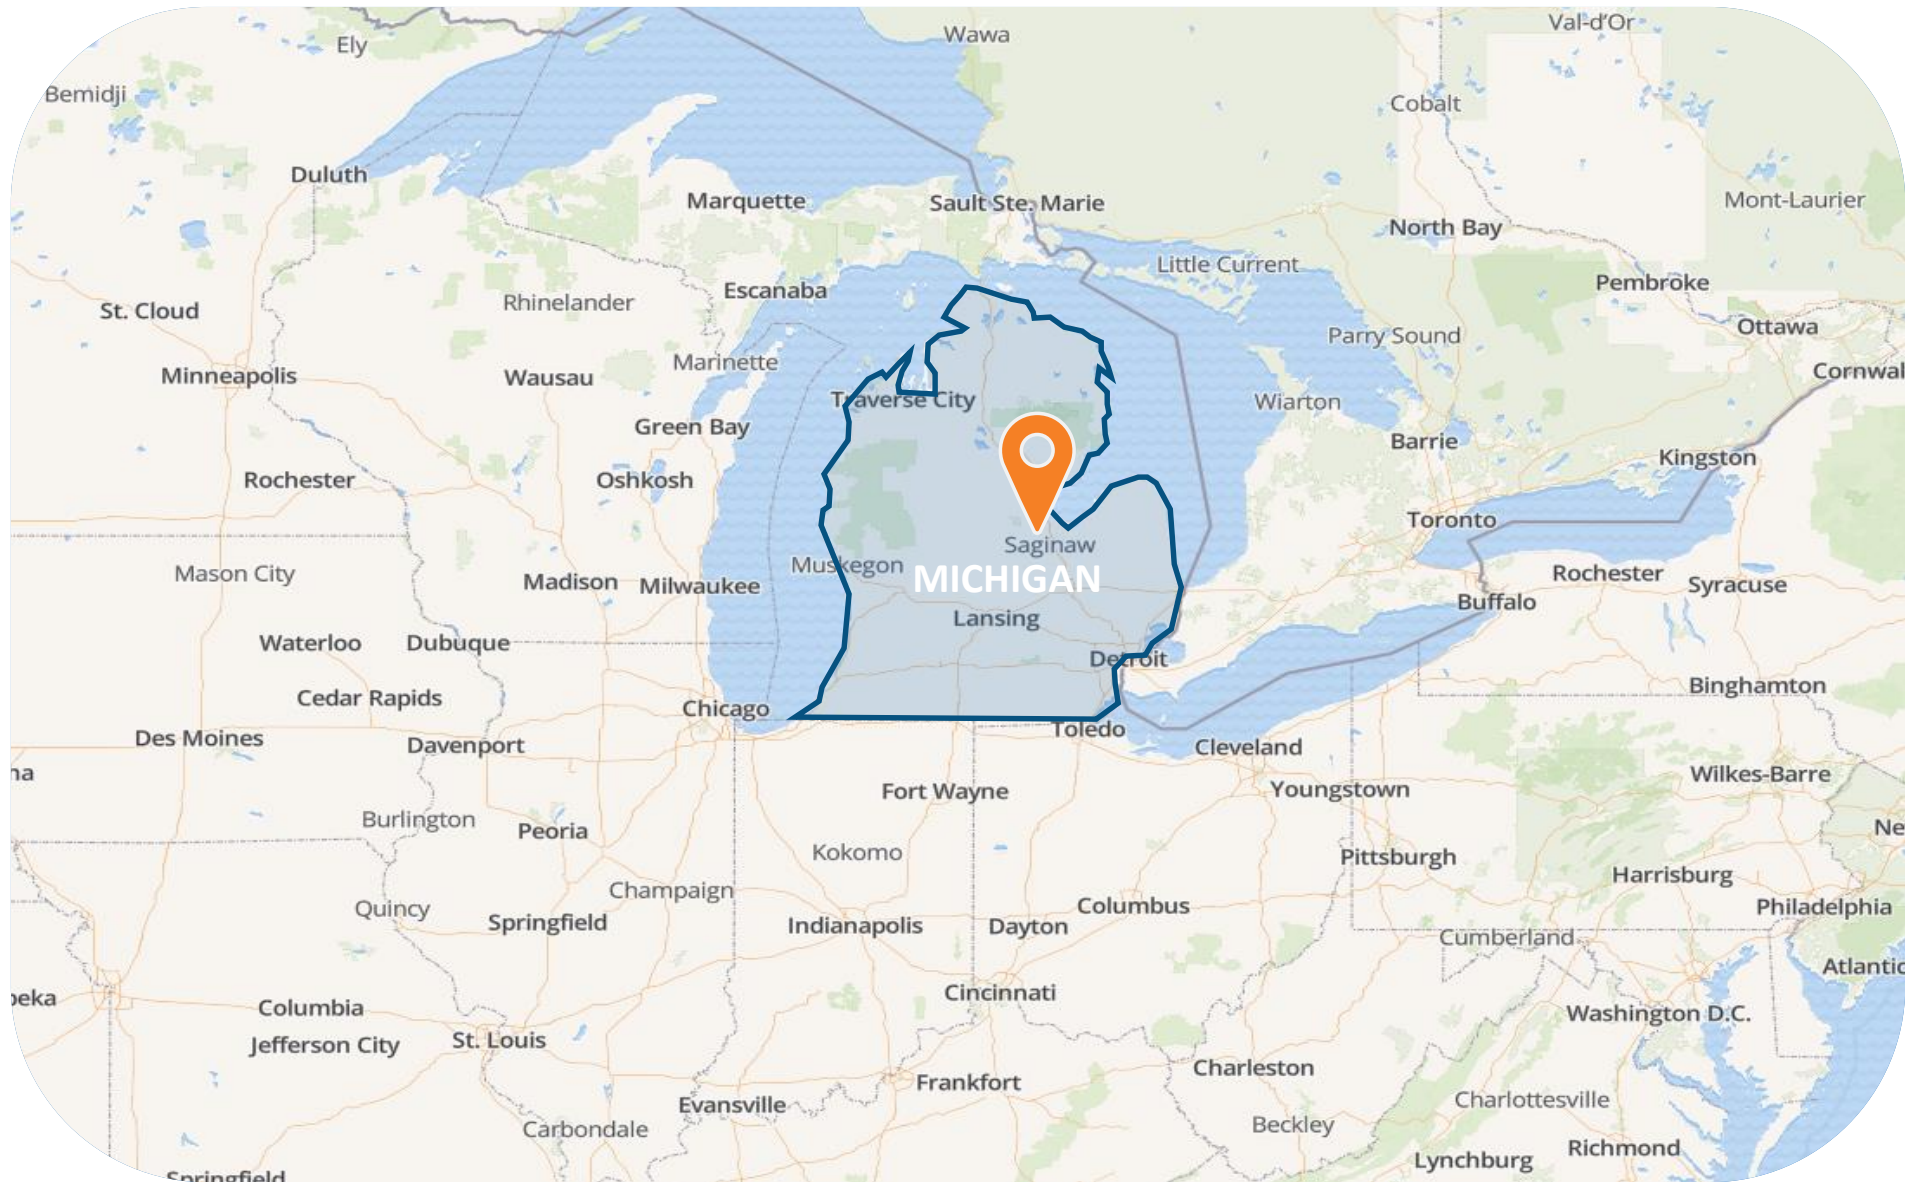 Ely
Wawa
Val-d'Or
Bemidji
Cobalt
Duluth
Marquette
Sault Ste. Marie
Mont-Laurier
North Bay
Little Current
Pembroke
Escanaba
Rhinelander
St. Cloud
Ottawa
Parry Sound
Marinette
Cornwal
Minneapolis
Wausau
Traverse City
Wiarton
Green Bay
Barrie
Kingston
Rochester
Oshkosh
Toronto
Saginaw
Muskegon
Mason City
MICHIGAN
Rochester
Madison
Milwaukee
Syracuse
Buffalo
Lansing
Waterloo
Dubuque
Detroit
Binghamton
Cedar Rapids
Chicago
Toledo
Des Moines
Davenport
Cleveland
na
Wilkes-Barre
Fort Wayne
Youngstown
Burlington
Peoria
Ne
Kokomo
Pittsburgh
Champaign
Harrisburg
Quincy
Columbus
Philadelphia
Springfield
Indianapolis
Dayton
Cumberland
Atlantic
Cincinnati
peka
Columbia
Washington D.C.
Jefferson City
St. Louis
Charleston
Frankfort
Evansville
Charlottesville
Carbondale
Beckley
Richmond
Lynchburg
Springfield